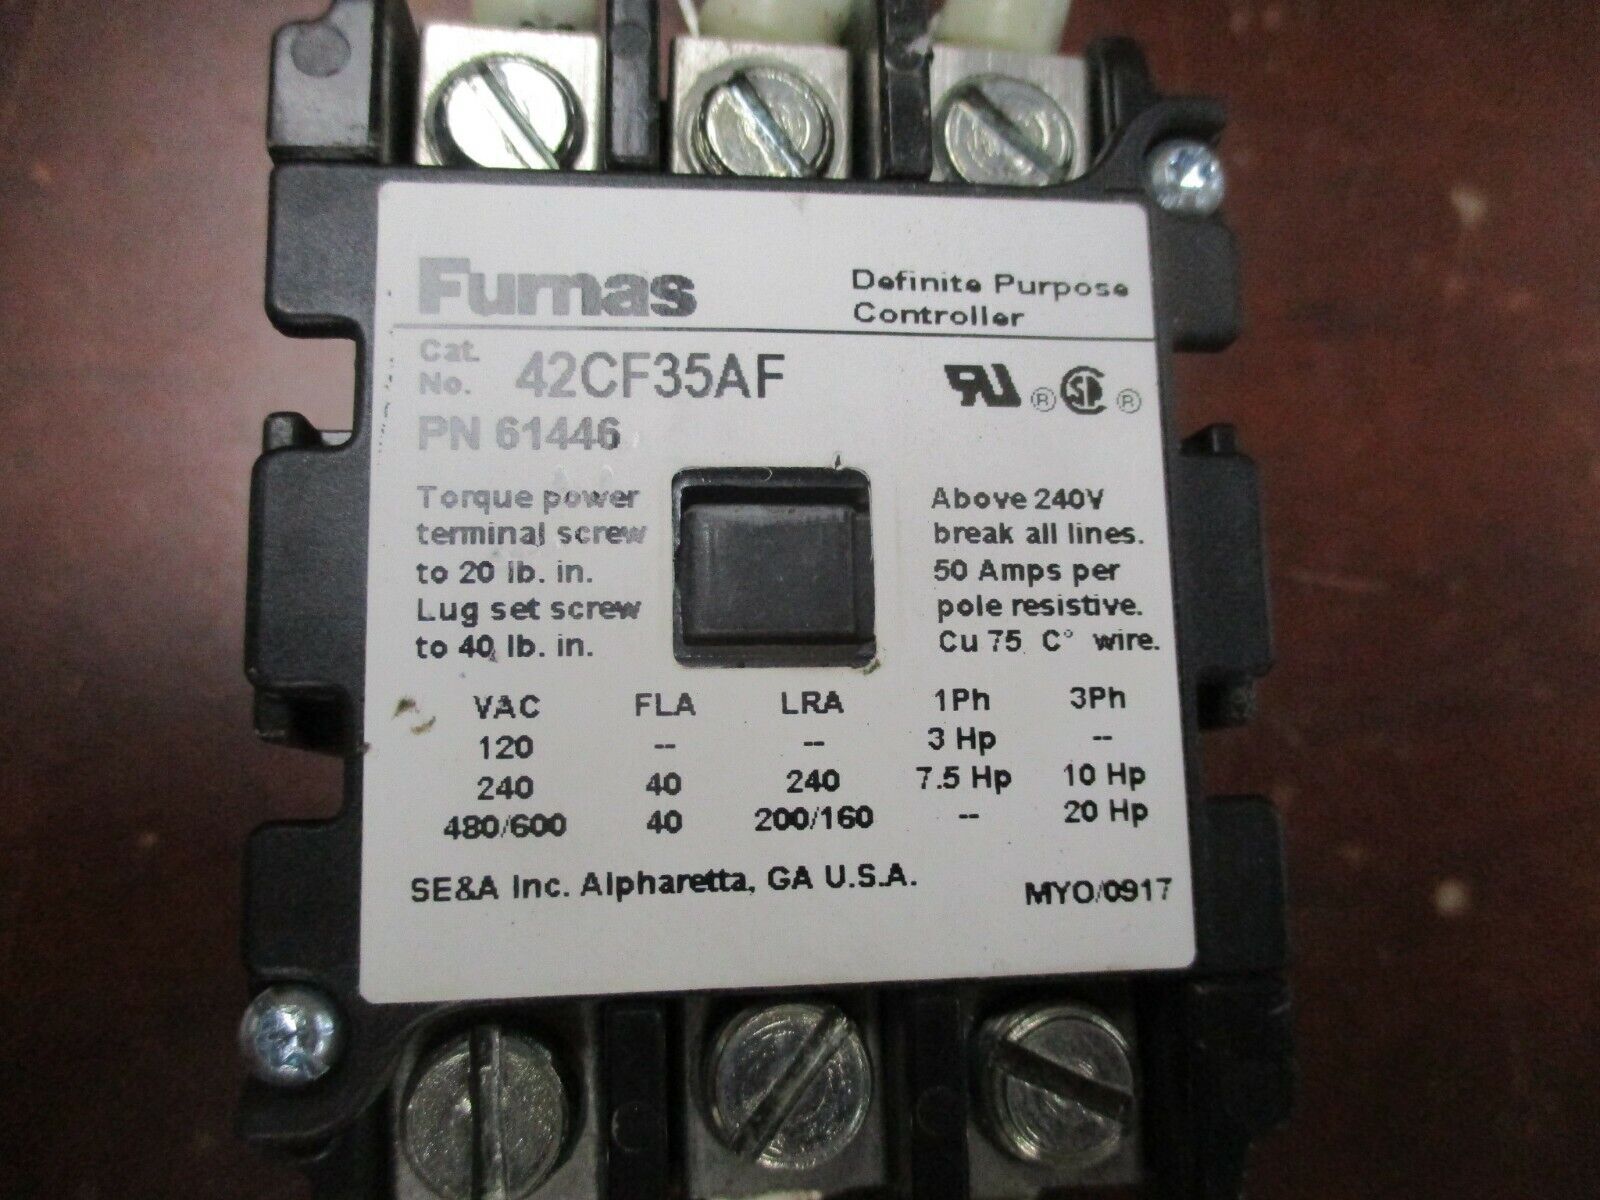 Furnas
Definite Purpose
Controller
Cat.
No. 42CF35AF
PN 61446
RU ® SP ®
Torque power
terminal screw
to 20 lb. in.
Lug set screw
to 40 lb. in.
Above 240V
break all lines.
50 Amps per
pole resistive.
Cu 75 C° wire.
VAC FLA LRA 1Ph 3Ph
120 -- -- 3 Hp --
240 40 240 7.5 Hp 10 Hp
480/600 40 200/160 -- 20 Hp
SE&A Inc. Alpharetta, GA U.S.A.
MYO/0917